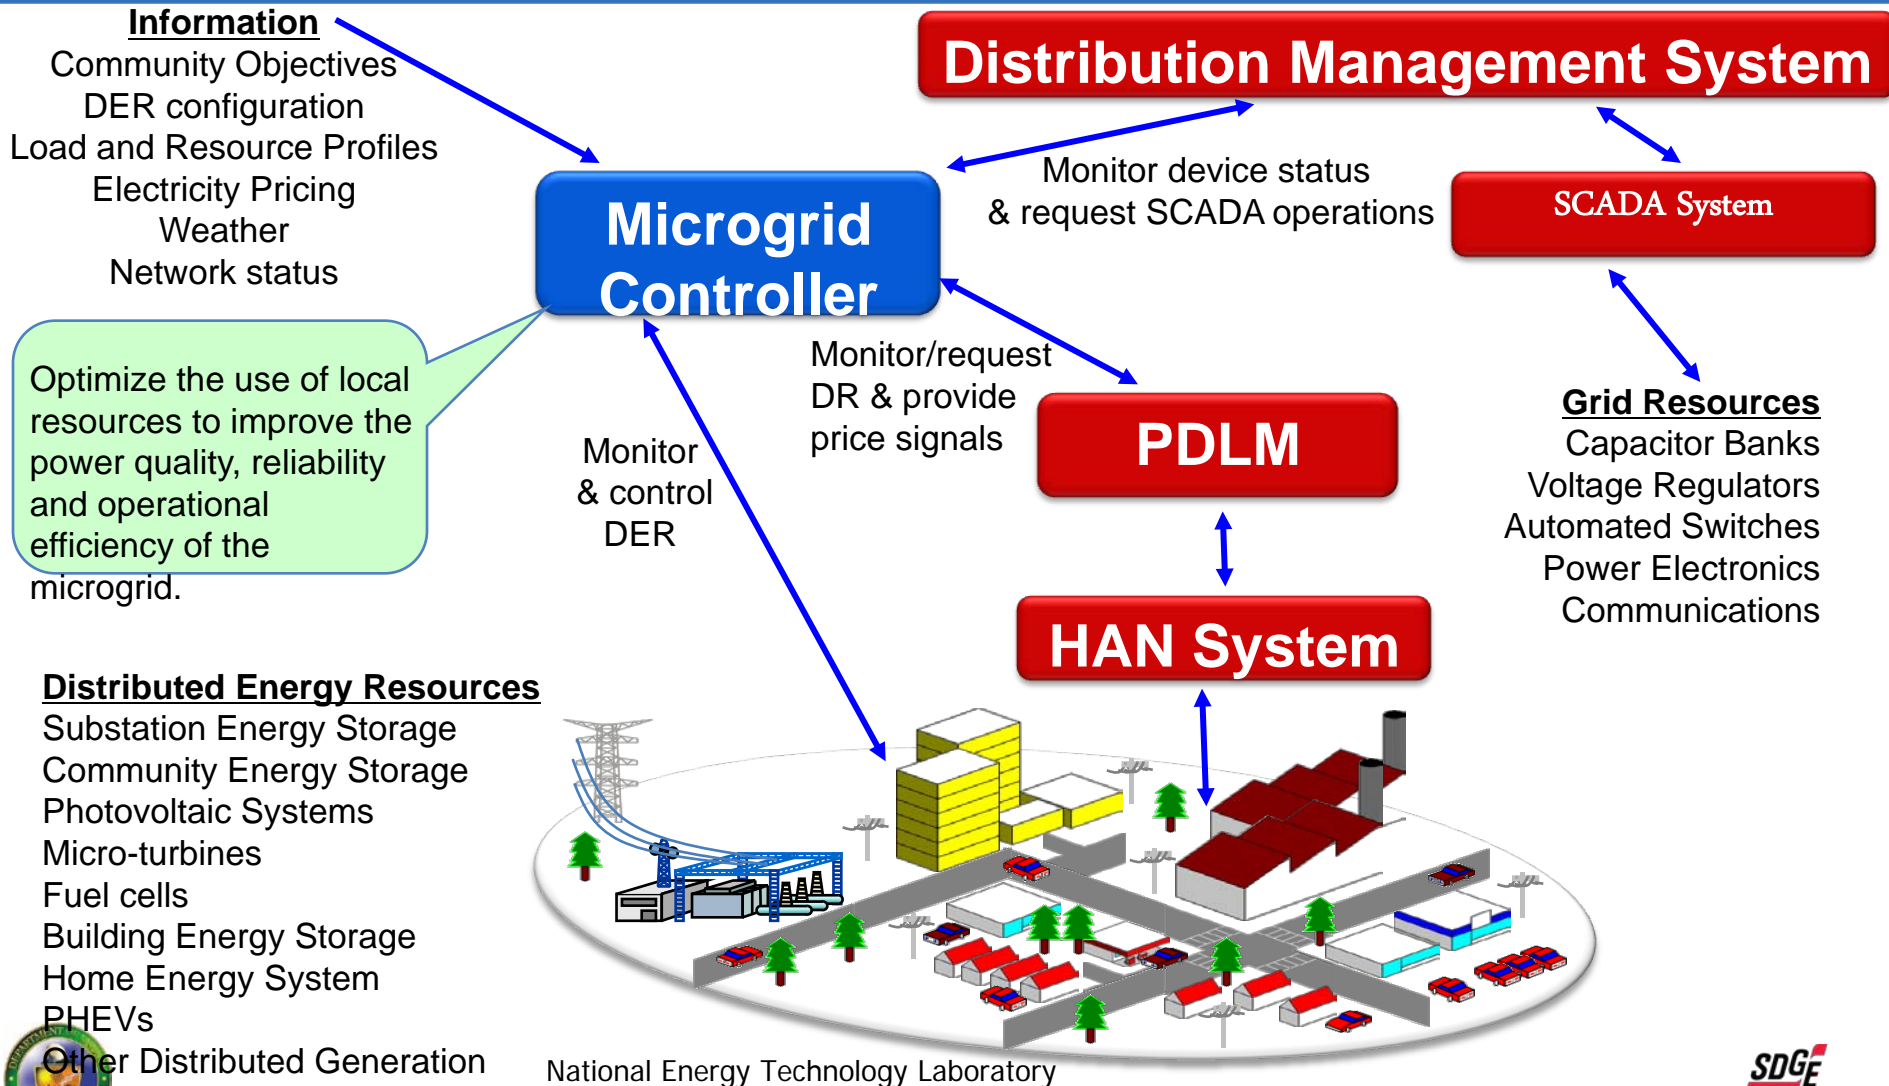 Information
Community Objectives
DER configuration
Load and Resource Profiles
Electricity Pricing
Weather
Network status
Distribution Management System
Monitor device status
& request SCADA operations
SCADA System
Microgrid
Controller
Optimize the use of local
resources to improve the
power quality, reliability
and operational
efficiency of the
microgrid.
Monitor/request
DR & provide
price signals
Monitor
& control
DER
PDLM
HAN System
Grid Resources
Capacitor Banks
Voltage Regulators
Automated Switches
Power Electronics
Communications
Distributed Energy Resources
Substation Energy Storage
Community Energy Storage
Photovoltaic Systems
Micro-turbines
Fuel cells
Building Energy Storage
Home Energy System
PHEVs
Other Distributed Generation
National Energy Technology Laboratory
SDGE